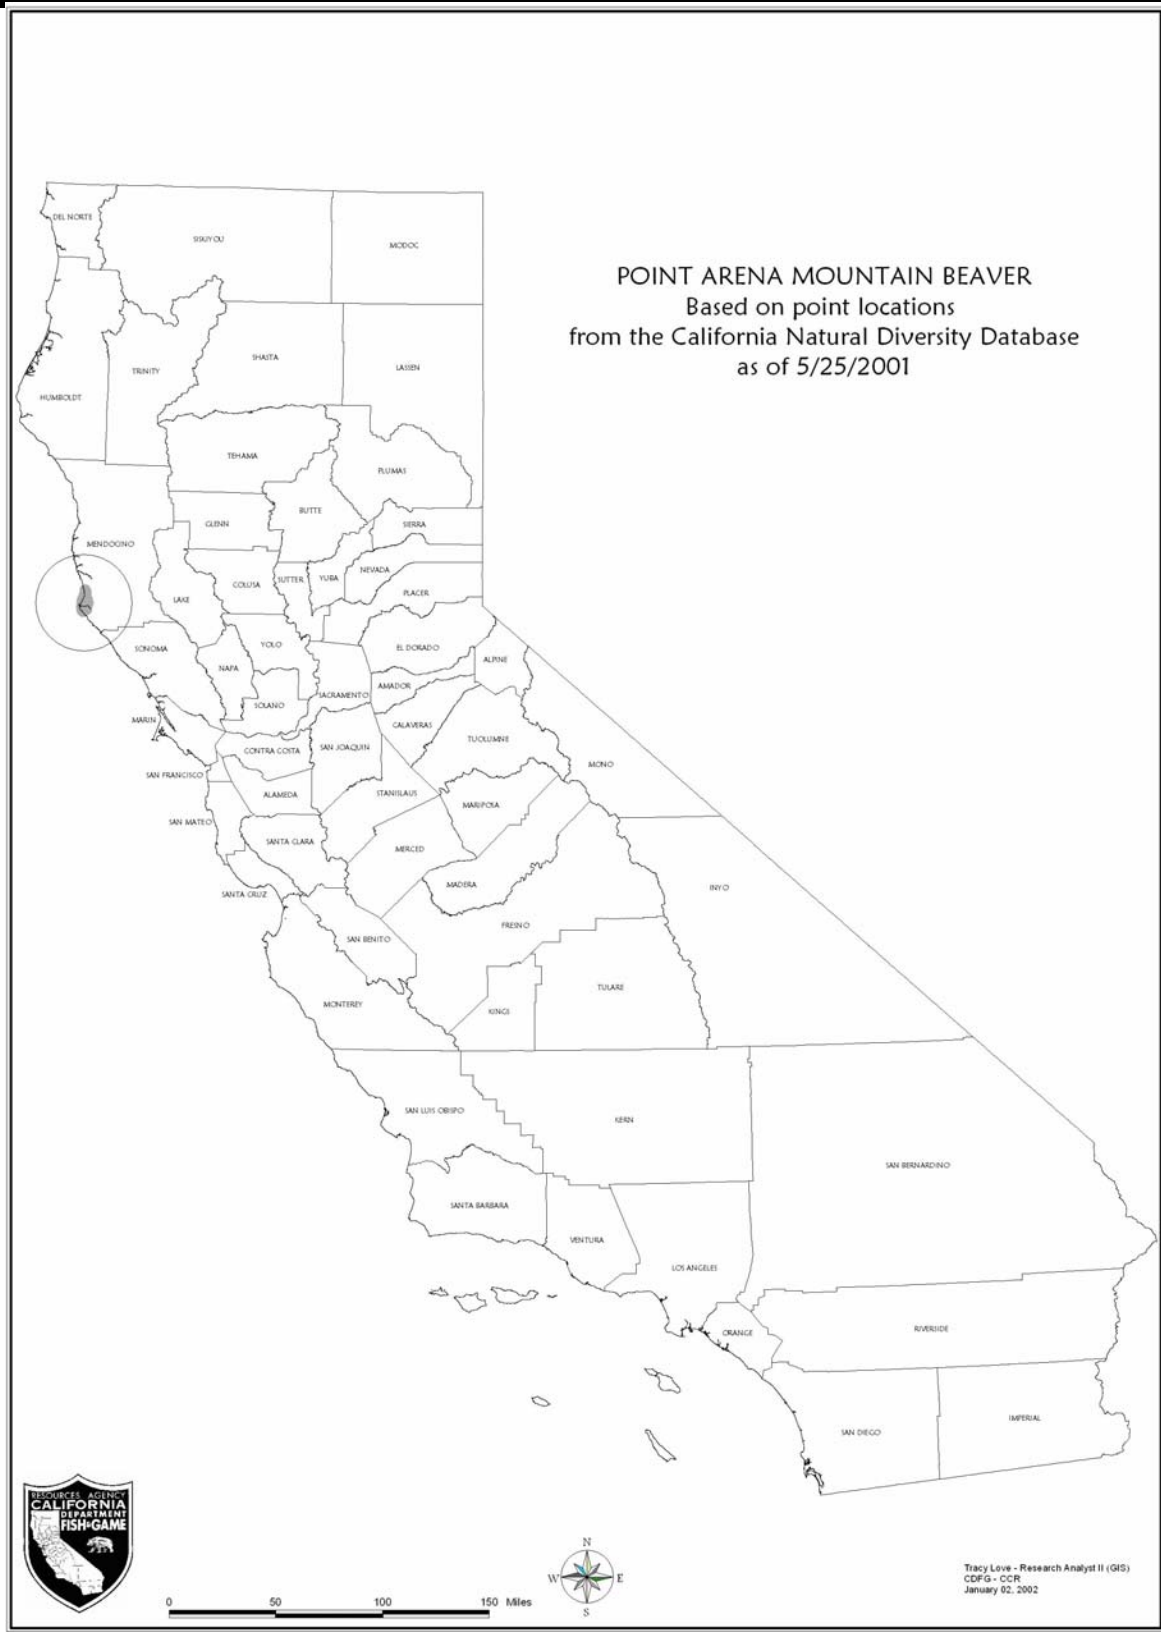 POINT ARENA MOUNTAIN BEAVER
Based on point locations
from the California Natural Diversity Database
as of 5/25/2001
DEL NORTE
SISKIYOU
MODOC
HUMBOLDT
TRINITY
SHASTA
LASSEN
TEHAMA
PLUMAS
MENDOCINO
GLENN
BUTTE
SIERRA
LAKE
COLUSA
SUTTER
YUBA
NEVADA
PLACER
SONOMA
NAPA
YOLO
EL DORADO
ALPINE
SOLANO
SACRAMENTO
AMADOR
MARIN
CONTRA COSTA
SAN JOAQUIN
CALAVERAS
TUOLUMNE
MONO
SAN FRANCISCO
ALAMEDA
STANISLAUS
MARIPOSA
SAN MATEO
SANTA CLARA
MERCED
SANTA CRUZ
MADERA
INYO
SAN BENITO
FRESNO
MONTEREY
KINGS
TULARE
SAN LUIS OBISPO
KERN
SAN BERNARDINO
SANTA BARBARA
VENTURA
LOS ANGELES
ORANGE
RIVERSIDE
SAN DIEGO
IMPERIAL
RESOURCES AGENCY
CALIFORNIA
DEPARTMENT
FISH&GAME
0 50 100 150 Miles
N
W E
S
Tracy Love - Research Analyst II (GIS)
CDFG - CCR
January 02, 2002